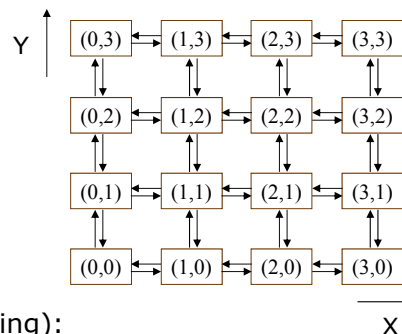 Y
(0,3) (1,3) (2,3) (3,3)
(0,2) (1,2) (2,2) (3,2)
(0,1) (1,1) (2,1) (3,1)
(0,0) (1,0) (2,0) (3,0)
ing):
X